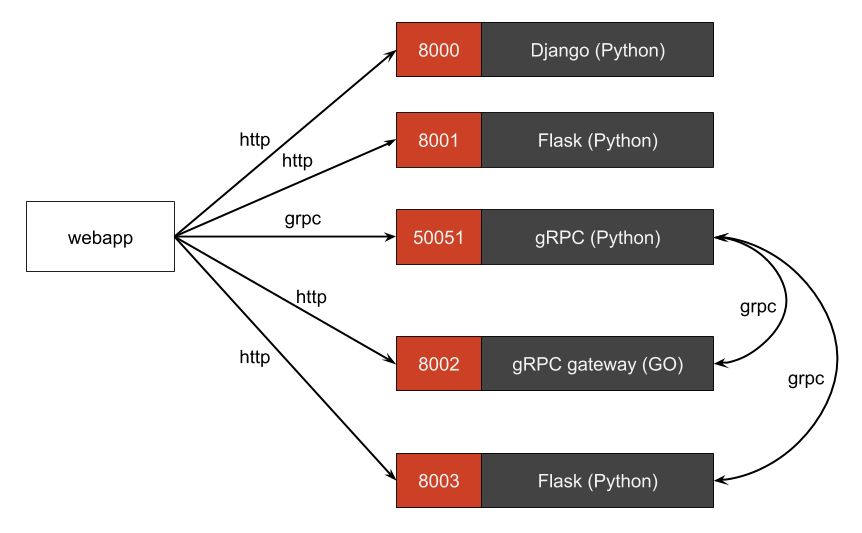 8000 Django (Python)
http
8001 Flask (Python)
http
webapp
grpc
50051 gRPC (Python)
http
grpc
http
8002 gRPC gateway (GO)
grpc
8003 Flask (Python)